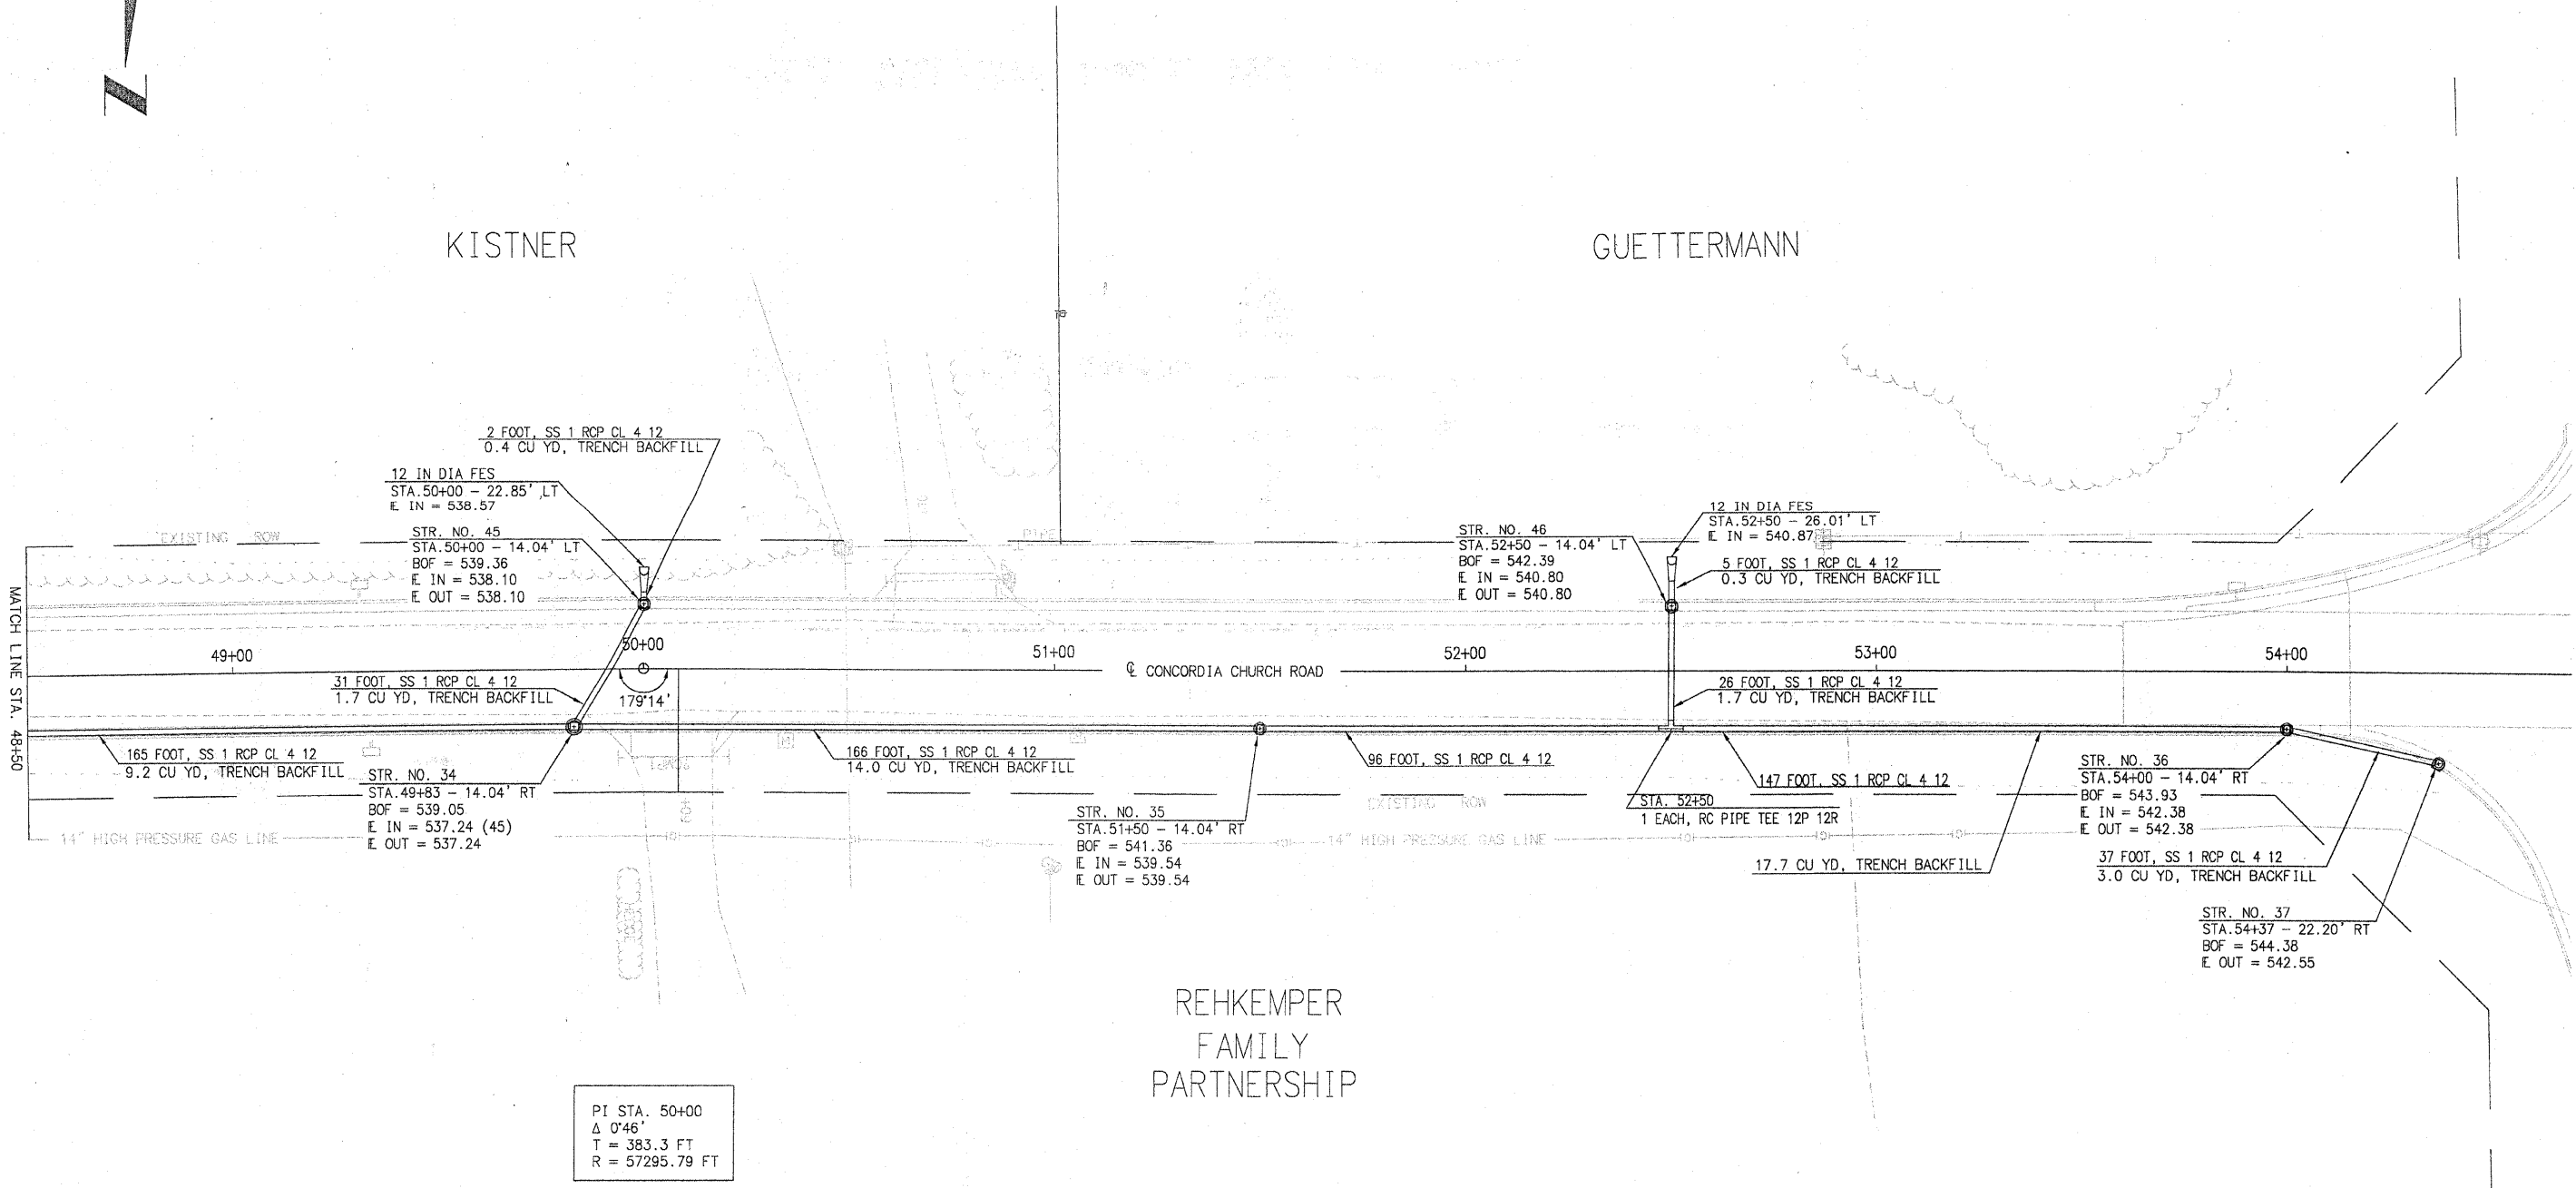 N
KISTNER
GUETTERMANN
2 FOOT, SS 1 RCP CL 4 12
0.4 CU YD, TRENCH BACKFILL
12 IN DIA FES
STA.50+00 - 22.85' LT
IE IN = 538.57
STR. NO. 45
STA.50+00 - 14.04' LT
BOF = 539.36
IE IN = 538.10
IE OUT = 538.10
EXISTING ROW
STR. NO. 46
STA.52+50 - 14.04' LT
BOF = 542.39
IE IN = 540.80
IE OUT = 540.80
12 IN DIA FES
STA.52+50 - 26.01' LT
IE IN = 540.87
5 FOOT, SS 1 RCP CL 4 12
0.3 CU YD, TRENCH BACKFILL
MATCH LINE STA. 48+50
49+00
50+00
51+00
52+00
53+00
54+00
℄ CONCORDIA CHURCH ROAD
179°14'
31 FOOT, SS 1 RCP CL 4 12
1.7 CU YD, TRENCH BACKFILL
26 FOOT, SS 1 RCP CL 4 12
1.7 CU YD, TRENCH BACKFILL
165 FOOT, SS 1 RCP CL 4 12
9.2 CU YD, TRENCH BACKFILL
166 FOOT, SS 1 RCP CL 4 12
14.0 CU YD, TRENCH BACKFILL
96 FOOT, SS 1 RCP CL 4 12
147 FOOT, SS 1 RCP CL 4 12
STR. NO. 34
STA.49+83 - 14.04' RT
BOF = 539.05
IE IN = 537.24 (45)
IE OUT = 537.24
STR. NO. 35
STA.51+50 - 14.04' RT
BOF = 541.36
IE IN = 539.54
IE OUT = 539.54
EXISTING ROW
STA. 52+50
1 EACH, RC PIPE TEE 12P 12R
STR. NO. 36
STA.54+00 - 14.04' RT
BOF = 543.93
IE IN = 542.38
IE OUT = 542.38
14" HIGH PRESSURE GAS LINE
14" HIGH PRESSURE GAS LINE
17.7 CU YD, TRENCH BACKFILL
37 FOOT, SS 1 RCP CL 4 12
3.0 CU YD, TRENCH BACKFILL
STR. NO. 37
STA.54+37 - 22.20' RT
BOF = 544.38
IE OUT = 542.55
REHKEMPER
FAMILY
PARTNERSHIP
PI STA. 50+00
Δ 0°46'
T = 383.3 FT
R = 57295.79 FT